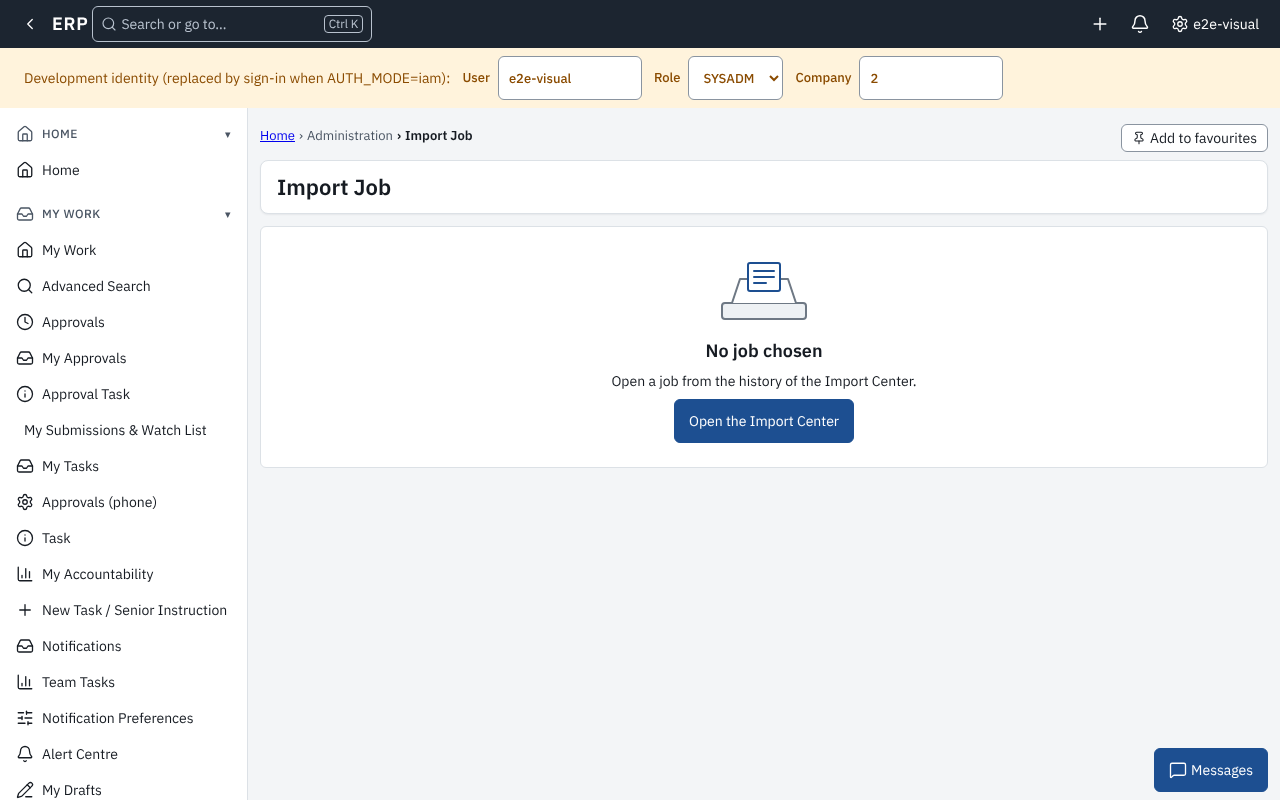 ERP Search or go to... Ctrl K e2e-visual
Development identity (replaced by sign-in when AUTH_MODE=iam): User e2e-visual Role SYSADM Company 2
HOME
Home
MY WORK
My Work
Advanced Search
Approvals
My Approvals
Approval Task
My Submissions & Watch List
My Tasks
Approvals (phone)
Task
My Accountability
New Task / Senior Instruction
Notifications
Team Tasks
Notification Preferences
Alert Centre
My Drafts
Home › Administration › Import Job
Add to favourites
Import Job
No job chosen
Open a job from the history of the Import Center.
Open the Import Center
Messages